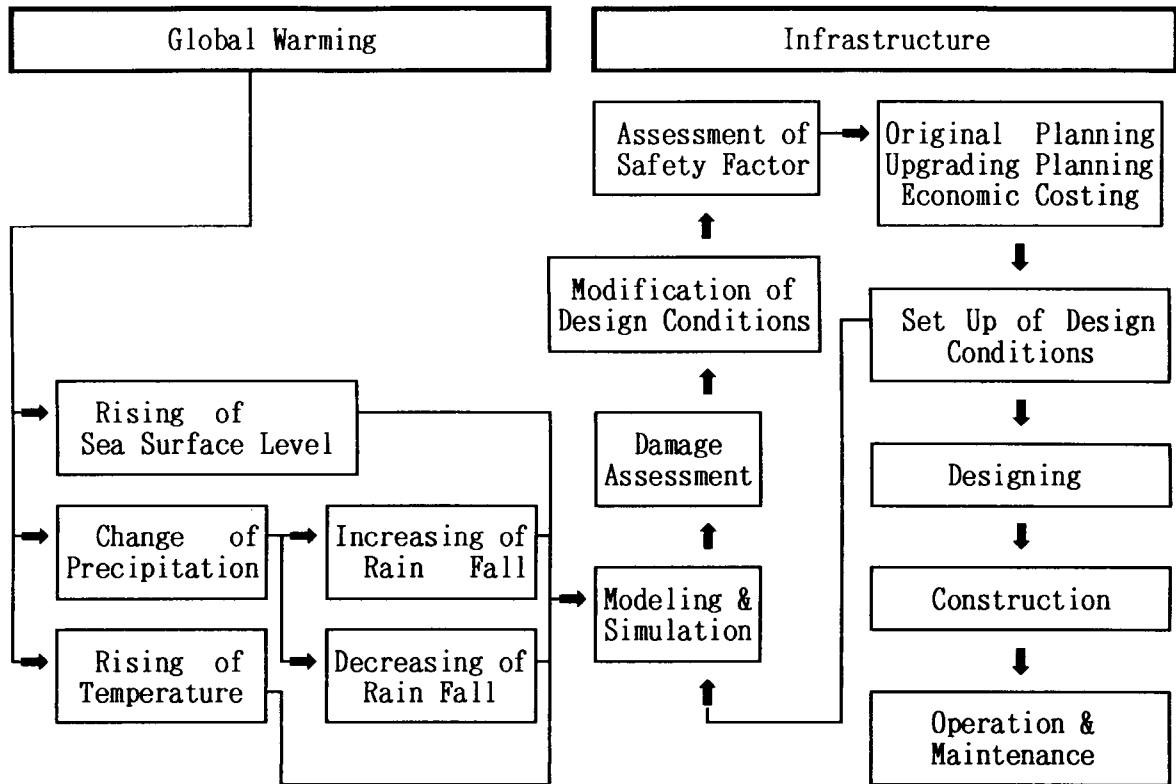 Global Warming
Infrastructure
Assessment of
Safety Factor
Original Planning
Upgrading Planning
Economic Costing
Modification of
Design Conditions
Set Up of Design
Conditions
Rising of
Sea Surface Level
Damage
Assessment
Designing
Change of
Precipitation
Increasing of
Rain Fall
Modeling &
Simulation
Construction
Rising of
Temperature
Decreasing of
Rain Fall
Operation &
Maintenance